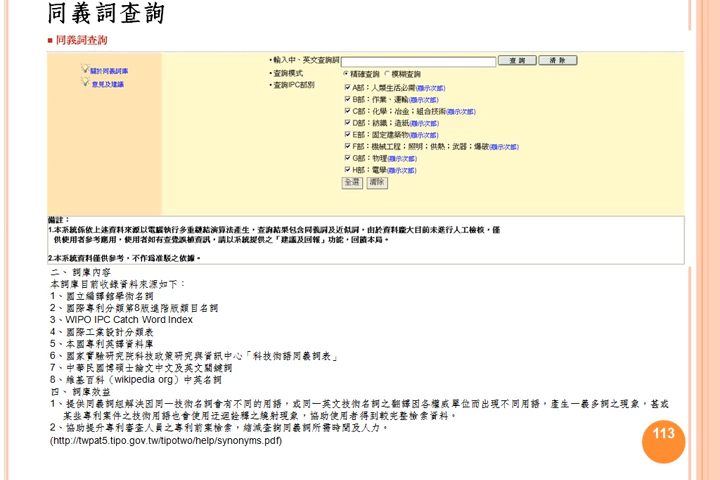 同義詞查詢
■ 同義詞查詢
關於同義詞庫
意見及建議
•輸入中、英文查詢詞
查 詢
清 除
•查詢模式
精確查詢 模糊查詢
•查詢IPC部別
A部：人類生活必需(顯示次部)
B部：作業、運輸(顯示次部)
C部：化學；冶金；組合技術(顯示次部)
D部：紡織；造紙(顯示次部)
E部：固定建築物(顯示次部)
F部：機械工程；照明；供熱；武器；爆破(顯示次部)
G部：物理(顯示次部)
H部：電學(顯示次部)
全選 清除
備註：
1.本系統係依上述資料來源以電腦執行多重鏈結演算法產生，查詢結果包含同義詞及近似詞，由於資料龐大目前未進行人工檢核，僅
供使用者參考應用，使用者如有查覺誤植資訊，請以系統提供之「建議及回報」功能，回饋本局。
2.本系統資料僅供參考，不作為准駁之依據。
二、 詞庫內容
本詞庫目前收錄資料來源如下：
1、國立編譯館學術名詞
2、國際專利分類第8版進階版類目名詞
3、WIPO IPC Catch Word Index
4、國際工業設計分類表
5、本國專利英譯資料庫
6、國家實驗研究院科技政策研究與資訊中心「科技術語同義詞表」
7、中華民國博碩士論文中文及英文關鍵詞
8、維基百科（wikipedia org）中英名詞
四、 詞庫效益
1、提供同義詞經解決因同一技術名詞會有不同的用語，或同一英文技術名詞之翻譯因各權威單位而出現不同用語，產生一義多詞之現象，甚或
某些專利案件之技術用語也會使用迂迴詮釋之繞射現象，協助使用者得到較完整檢索資料。
2、協助提升專利審查人員之專利前案檢索，縮減查詢同義詞所需時間及人力。
(http://twpat5.tipo.gov.tw/tipotwo/help/synonyms.pdf)
113